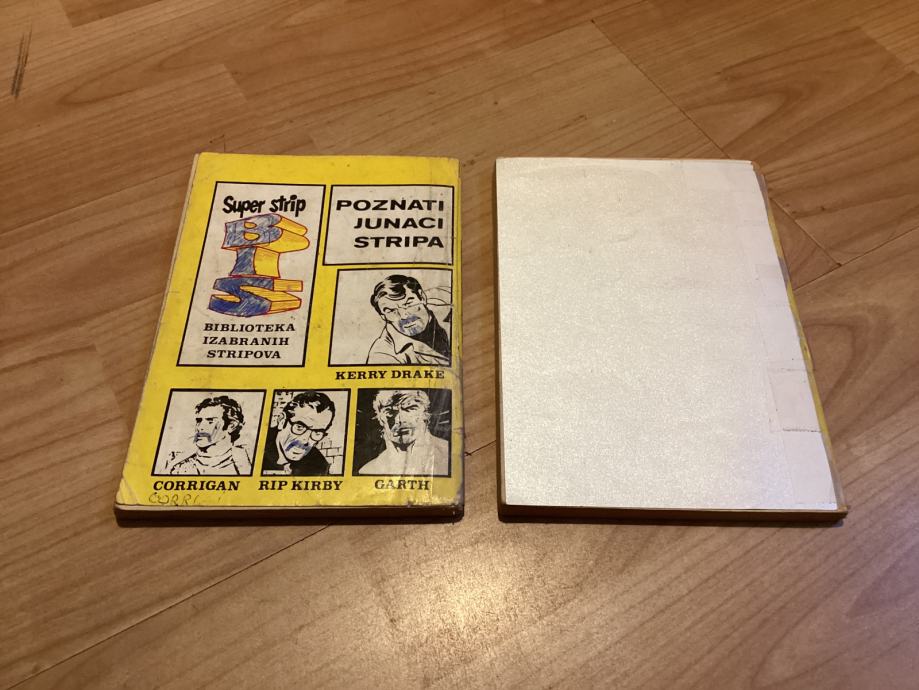 Super strip
BIS
BIBLIOTEKA
IZABRANIH
STRIPOVA
POZNATI
JUNACI
STRIPA
KERRY DRAKE
CORRIGAN
RIP KIRBY
GARTH